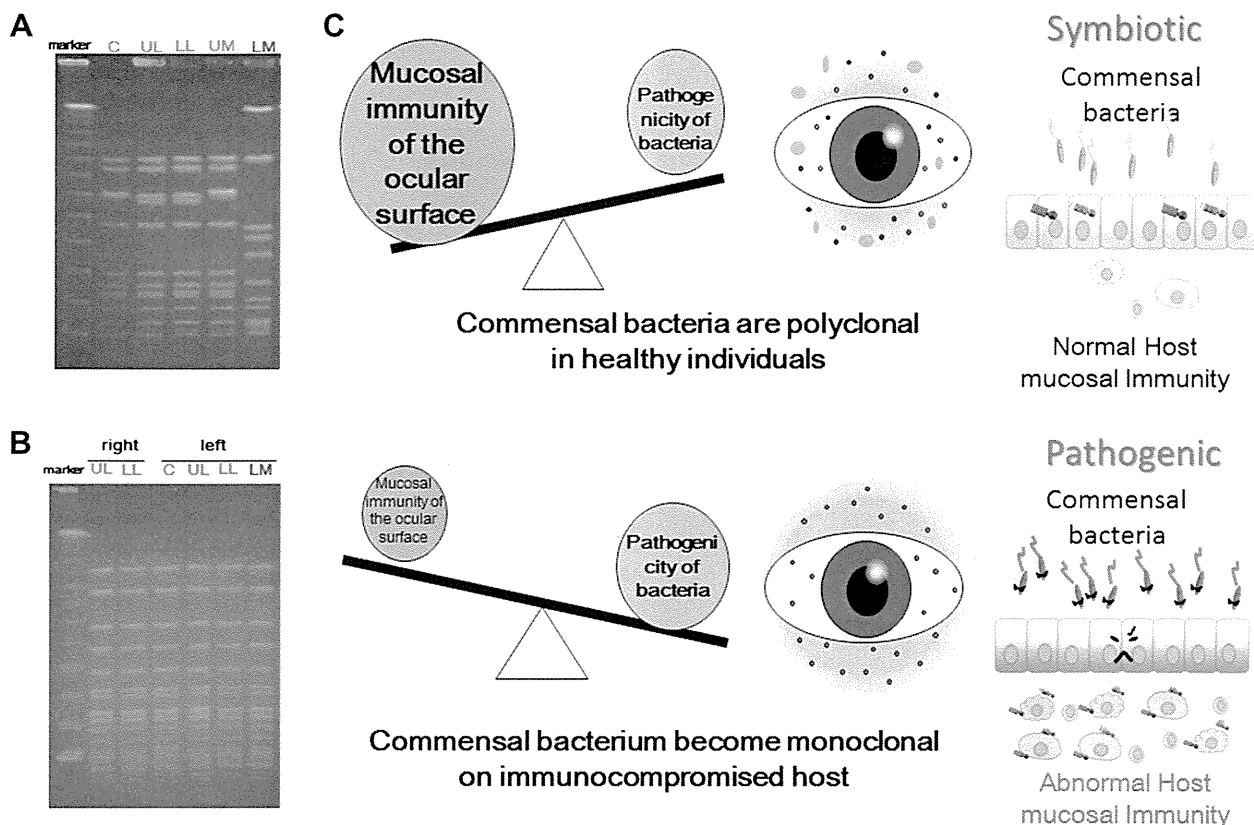 A
marker C UL LL UM LM
C
Mucosal
immunity
of the
ocular
surface
Pathoge
nicity of
bacteria
Commensal bacteria are polyclonal
in healthy individuals
Symbiotic
Commensal
bacteria
Normal Host
mucosal Immunity
B
right left
marker UL LL C UL LL LM
Mucosal
immunity of
the ocular
surface
Pathogeni
city of
bacteria
Commensal bacterium become monoclonal
on immunocompromised host
Pathogenic
Commensal
bacteria
Abnormal Host
mucosal Immunity